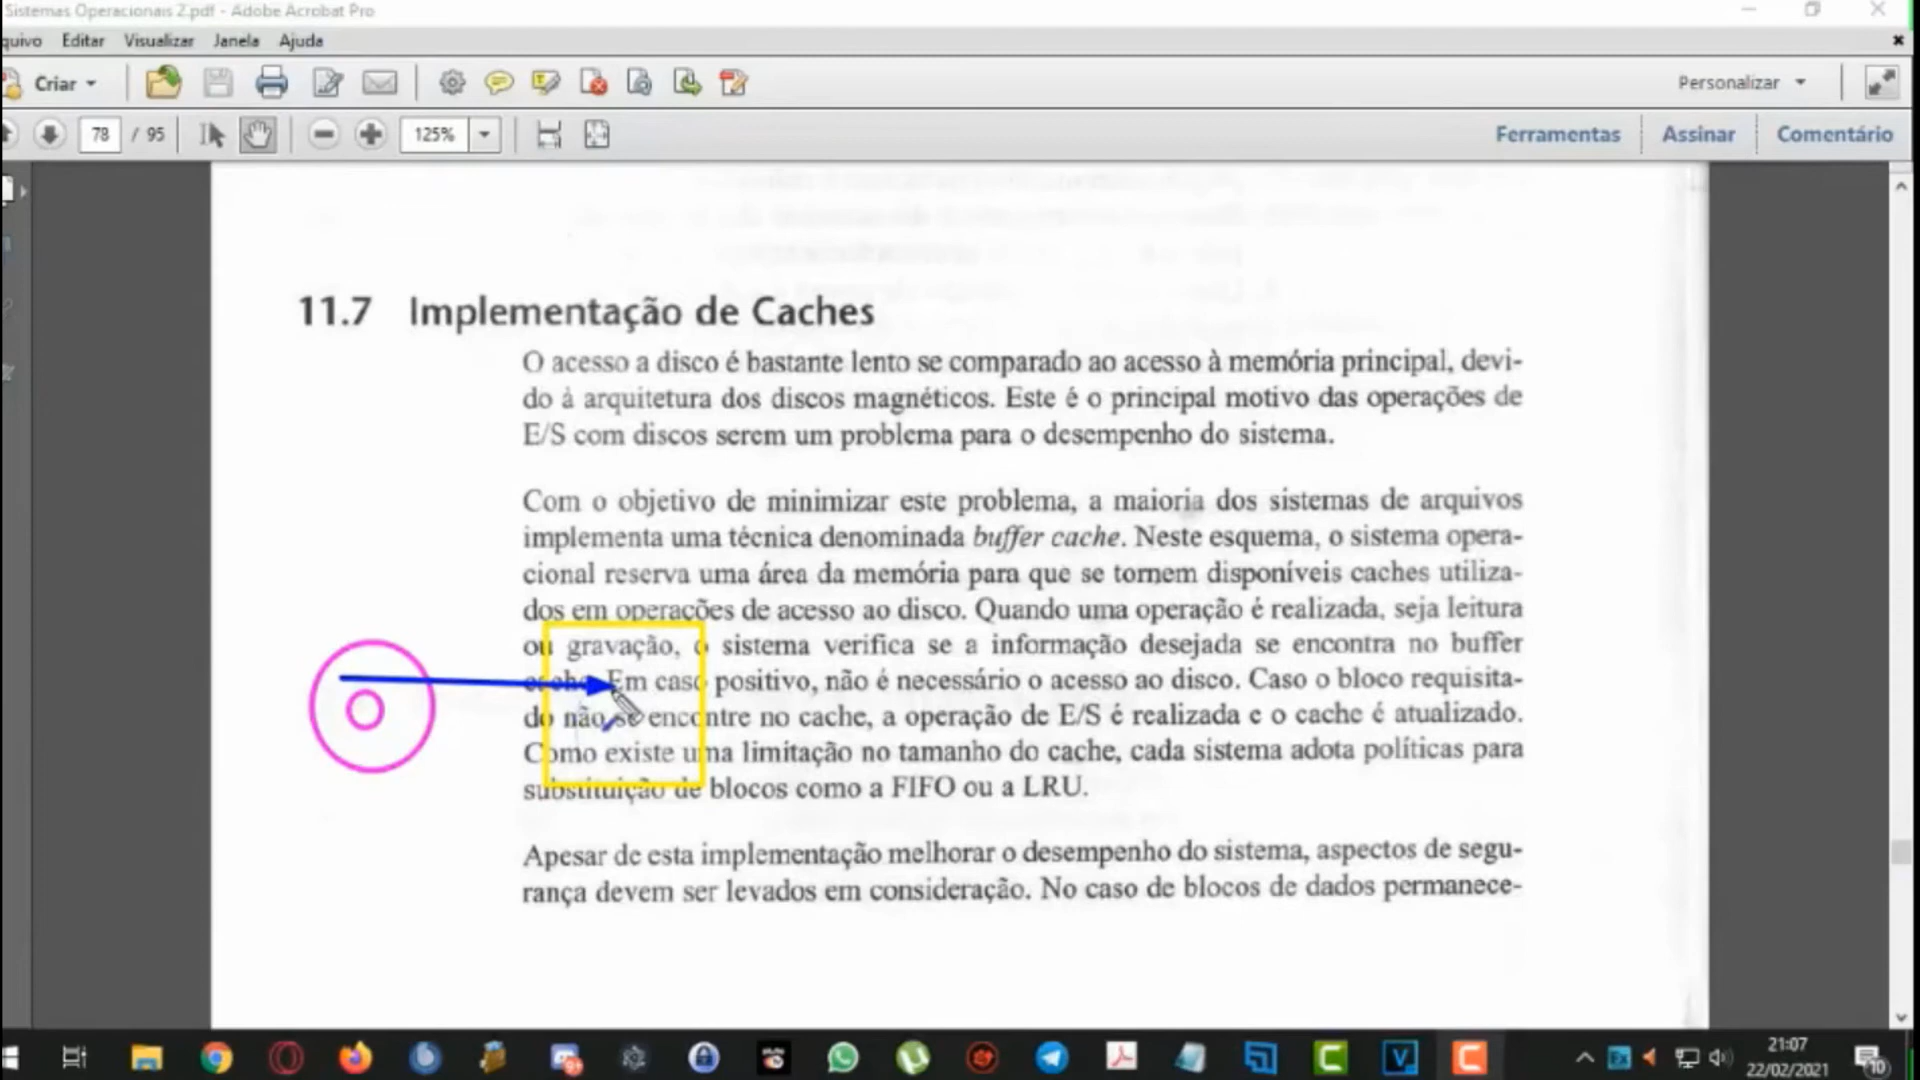 Sistemas Operacionais 2.pdf - Adobe Acrobat Pro
quivo Editar Visualizar Janela Ajuda
Criar Personalizar
78 / 95 125% Ferramentas Assinar Comentário
11.7 Implementação de Caches
O acesso a disco é bastante lento se comparado ao acesso à memória principal, devi-
do à arquitetura dos discos magnéticos. Este é o principal motivo das operações de
E/S com discos serem um problema para o desempenho do sistema.
Com o objetivo de minimizar este problema, a maioria dos sistemas de arquivos
implementa uma técnica denominada buffer cache. Neste esquema, o sistema opera-
cional reserva uma área da memória para que se tornem disponíveis caches utiliza-
dos em operações de acesso ao disco. Quando uma operação é realizada, seja leitura
ou gravação, o sistema verifica se a informação desejada se encontra no buffer
cache. Em caso positivo, não é necessário o acesso ao disco. Caso o bloco requisita-
do não se encontre no cache, a operação de E/S é realizada e o cache é atualizado.
Como existe uma limitação no tamanho do cache, cada sistema adota políticas para
substituição de blocos como a FIFO ou a LRU.
Apesar de esta implementação melhorar o desempenho do sistema, aspectos de segu-
rança devem ser levados em consideração. No caso de blocos de dados permanece-
21:07
22/02/2021
10